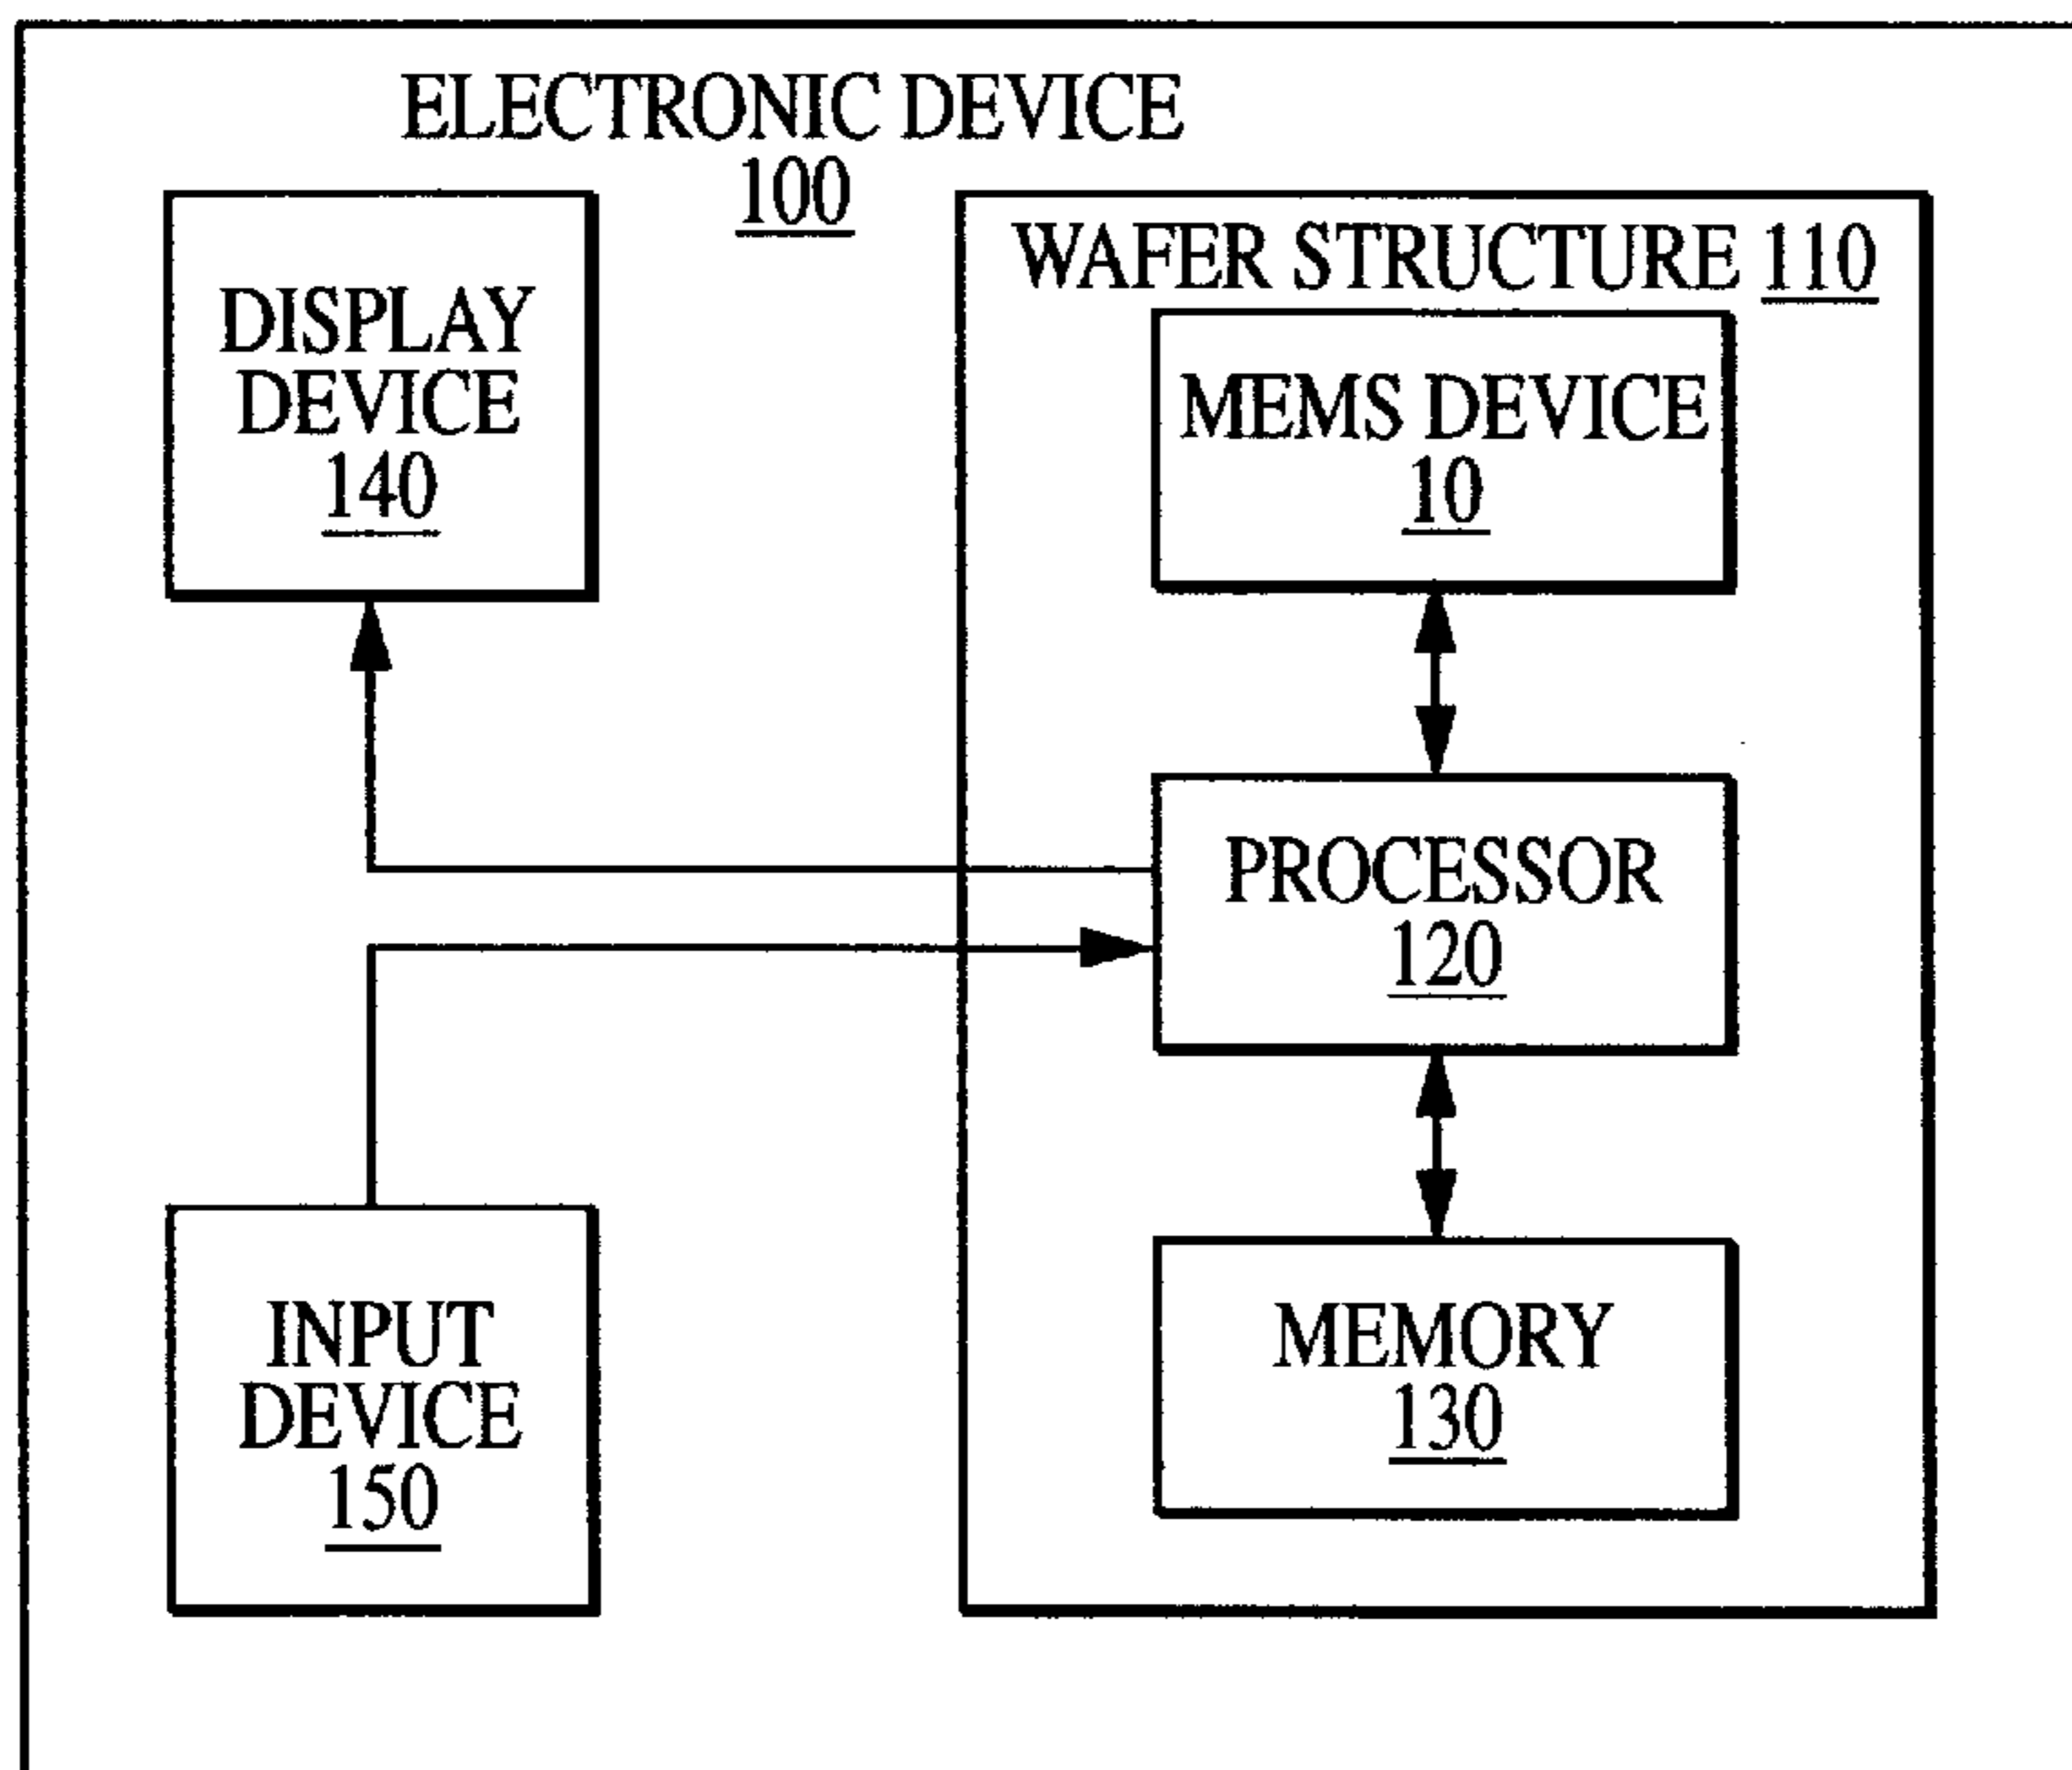 ELECTRONIC DEVICE
100
DISPLAY
DEVICE
140
WAFER STRUCTURE 110
MEMS DEVICE
10
PROCESSOR
120
INPUT
DEVICE
150
MEMORY
130